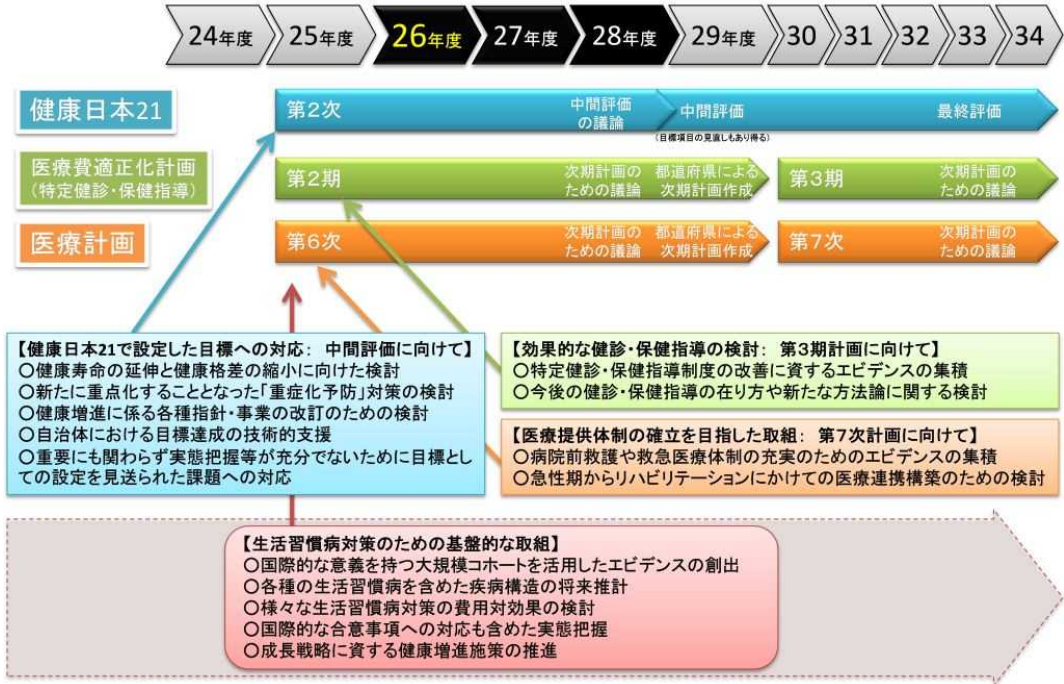 24年度 25年度 26年度 27年度 28年度 29年度 30 31 32 33 34
健康日本21
第2次
中間評価
の議論
中間評価
(目標項目の見直しもあり得る)
最終評価
医療費適正化計画
(特定健診・保健指導)
第2期
次期計画の
ための議論
都道府県による
次期計画作成
第3期
次期計画の
ための議論
医療計画
第6次
次期計画の
ための議論
都道府県による
次期計画作成
第7次
次期計画の
ための議論
【健康日本21で設定した目標への対応: 中間評価に向けて】
○健康寿命の延伸と健康格差の縮小に向けた検討
○新たに重点化することとなった「重症化予防」対策の検討
○健康増進に係る各種指針・事業の改訂のための検討
○自治体における目標達成の技術的支援
○重要にも関わらず実態把握等が充分でないために目標とし
ての設定を見送られた課題への対応
【効果的な健診・保健指導の検討: 第3期計画に向けて】
○特定健診・保健指導制度の改善に資するエビデンスの集積
○今後の健診・保健指導の在り方や新たな方法論に関する検討
【医療提供体制の確立を目指した取組: 第7次計画に向けて】
○病院前救護や救急医療体制の充実のためのエビデンスの集積
○急性期からリハビリテーションにかけての医療連携構築のための検討
【生活習慣病対策のための基盤的な取組】
○国際的な意義を持つ大規模コホートを活用したエビデンスの創出
○各種の生活習慣病を含めた疾病構造の将来推計
○様々な生活習慣病対策の費用対効果の検討
○国際的な合意事項への対応も含めた実態把握
○成長戦略に資する健康増進施策の推進